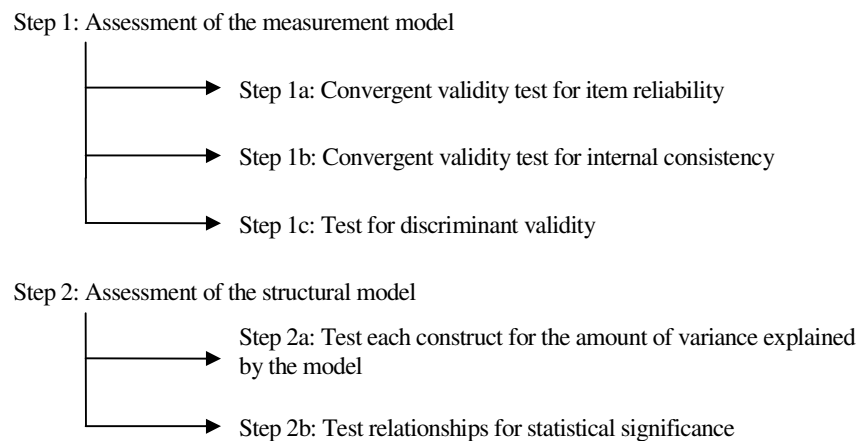 Step 1: Assessment of the measurement model
Step 1a: Convergent validity test for item reliability
Step 1b: Convergent validity test for internal consistency
Step 1c: Test for discriminant validity
Step 2: Assessment of the structural model
Step 2a: Test each construct for the amount of variance explained
by the model
Step 2b: Test relationships for statistical significance